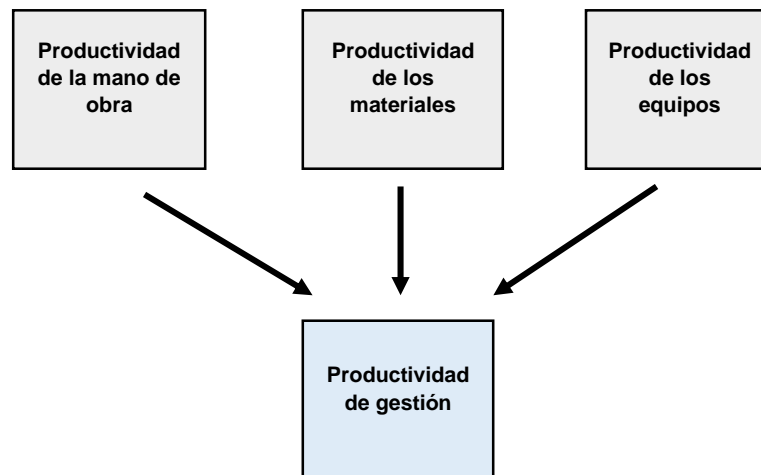 Productividad
de la mano de
obra
Productividad
de los
materiales
Productividad
de los
equipos
Productividad
de gestión